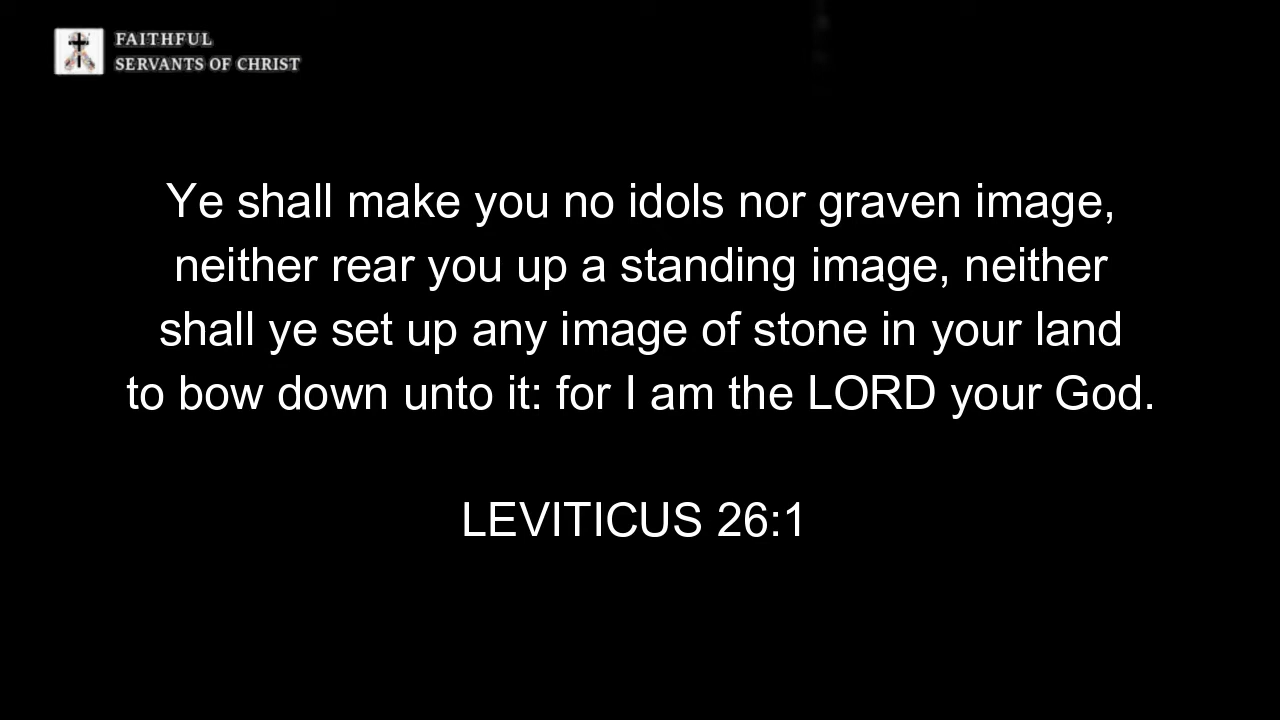 FAITHFUL
SERVANTS OF CHRIST
Ye shall make you no idols nor graven image,
neither rear you up a standing image, neither
shall ye set up any image of stone in your land
to bow down unto it: for I am the LORD your God.
LEVITICUS 26:1